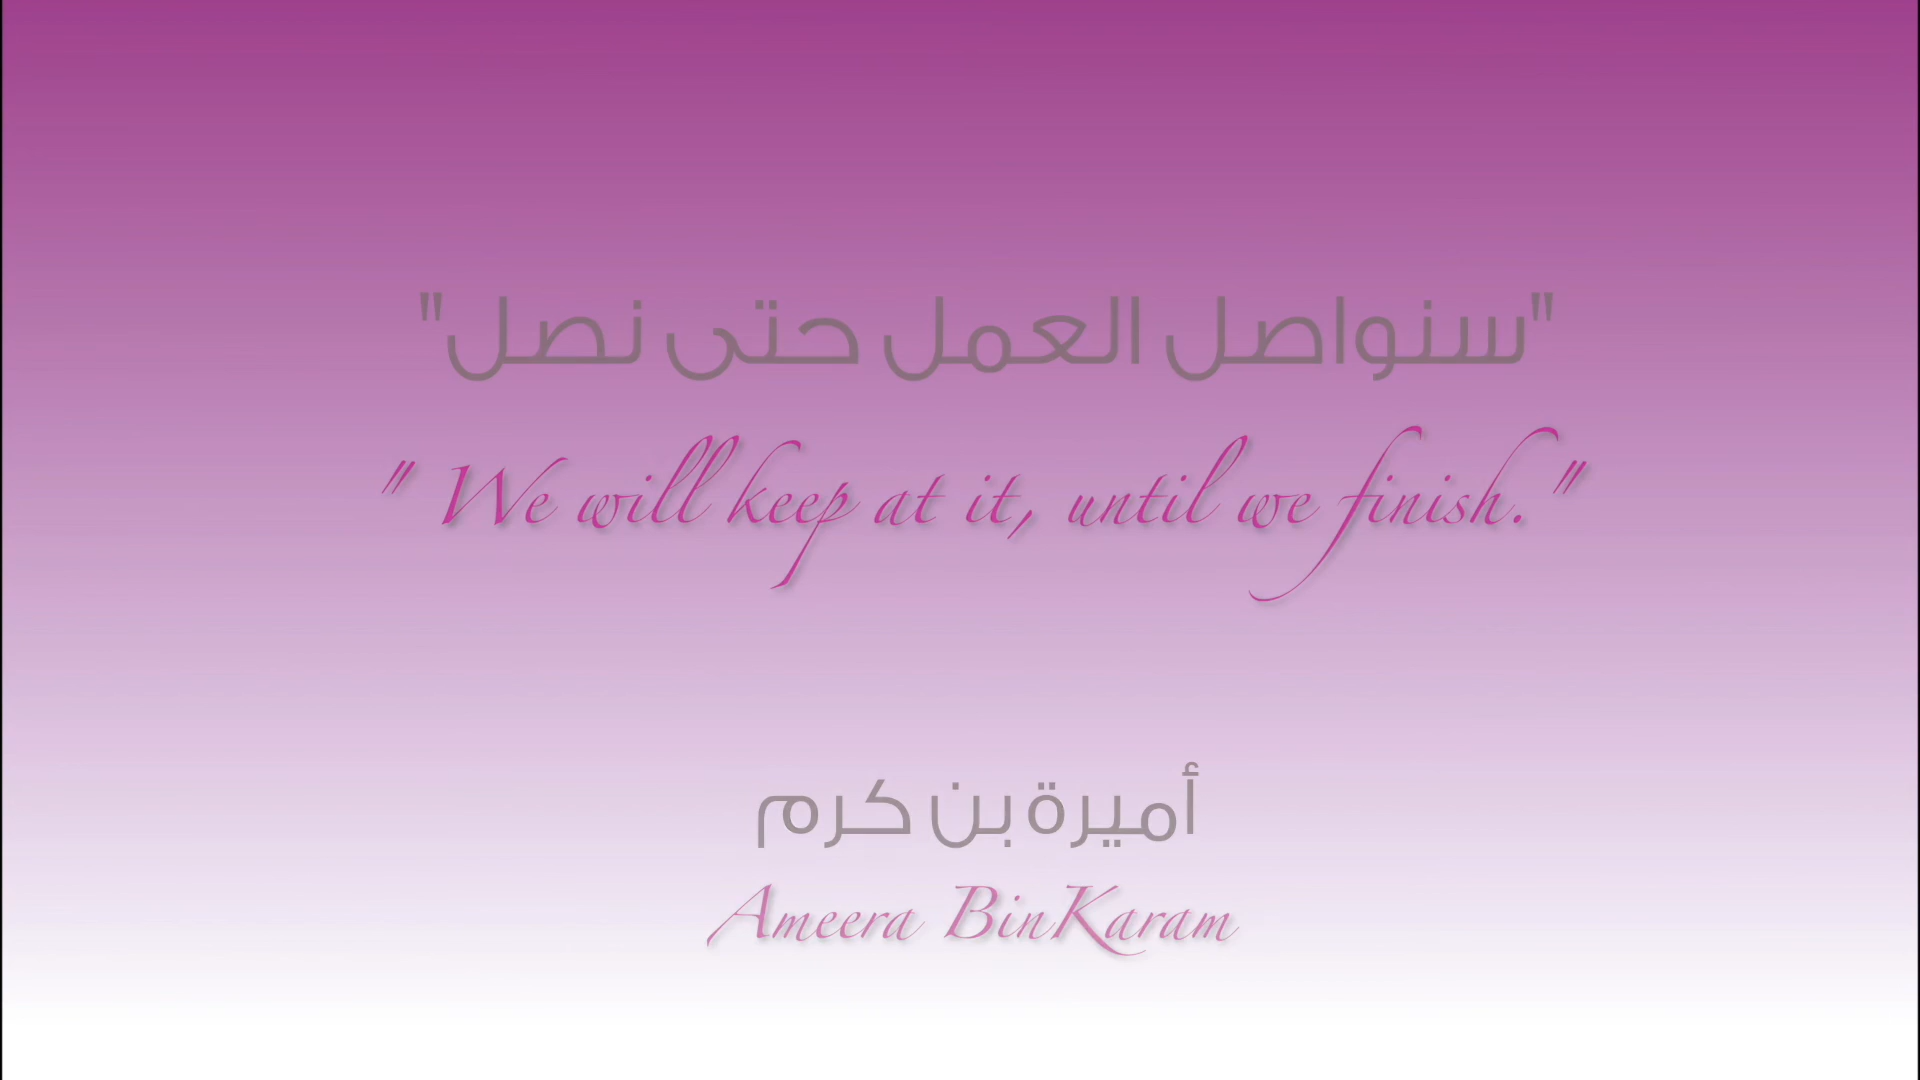 "سنواصل العمل حتى نصل"
" We will keep at it, until we finish."
أميرة بن كرم
Ameera BinKaram